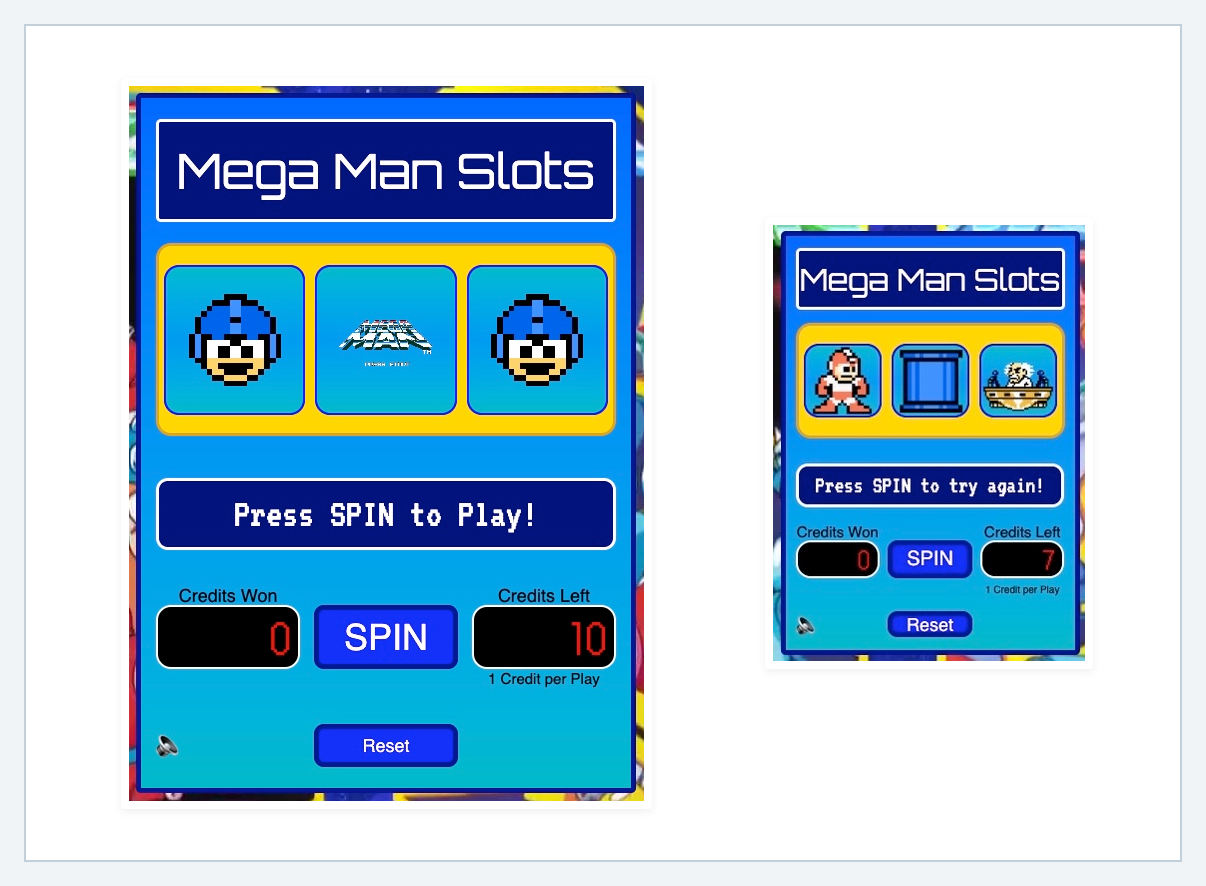 Mega Man Slots
MAN
TM
Press SPIN to Play!
Credits Won
Credits Left
0
SPIN
10
1 Credit per Play
Reset
Mega Man Slots
Press SPIN to try again!
Credits Won
Credits Left
0
SPIN
7
1 Credit per Play
Reset